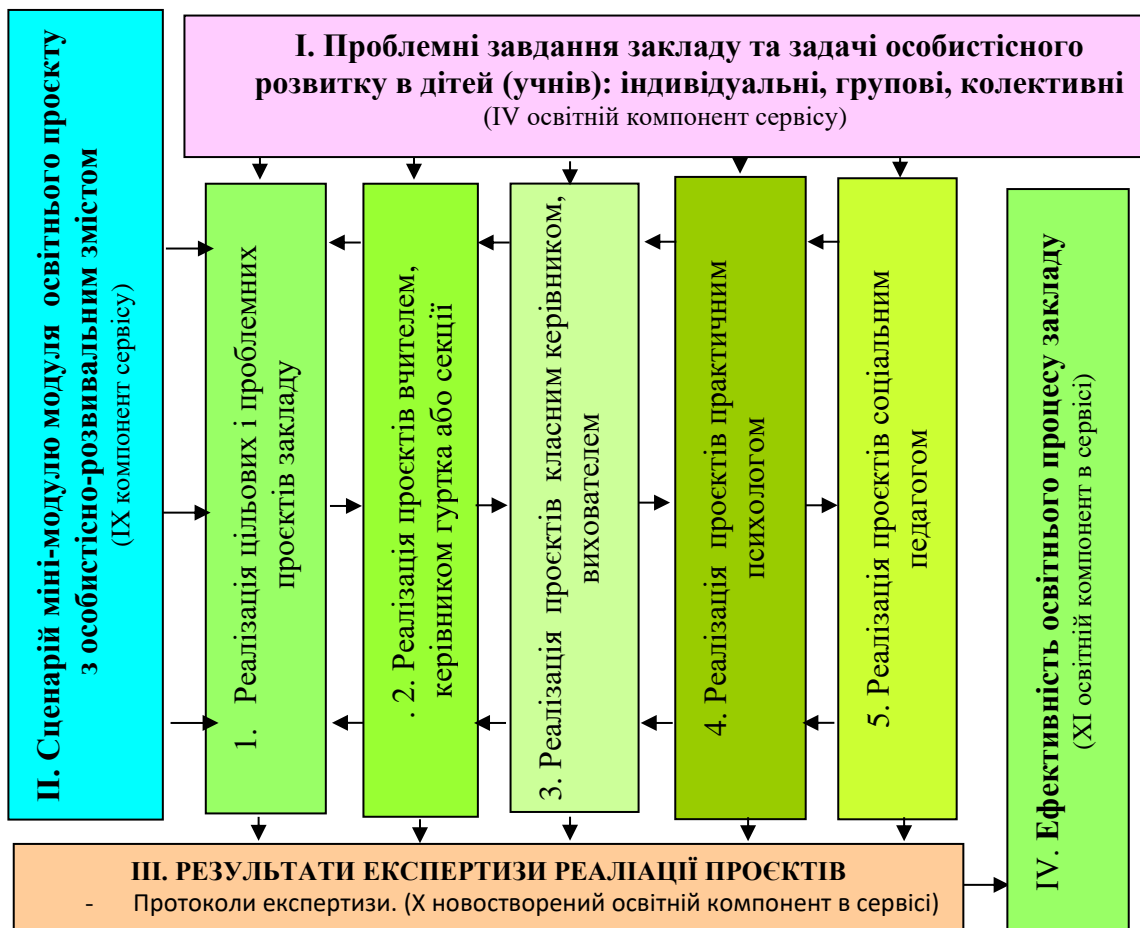 І. Проблемні завдання закладу та задачі особистісного
розвитку в дітей (учнів): індивідуальні, групові, колективні
(IV освітній компонент сервісу)
ІІ. Сценарій міні-модулю модуля освітнього проєкту
з особистісно-розвивальним змістом
(IX компонент сервісу)
1. Реалізація цільових і проблемних
проєктів закладу
. 2. Реалізація проєктів вчителем,
керівником гуртка або секції
3. Реалізація проєктів класним керівником,
вихователем
4. Реалізація проєктів практичним
психологом
5. Реалізація проєктів соціальним
педагогом
IV. Ефективність освітнього процесу закладу
(XI освітній компонент в сервісі)
ІІІ. РЕЗУЛЬТАТИ ЕКСПЕРТИЗИ РЕАЛІАЦІЇ ПРОЄКТІВ
- Протоколи експертизи. (X новостворений освітній компонент в сервісі)